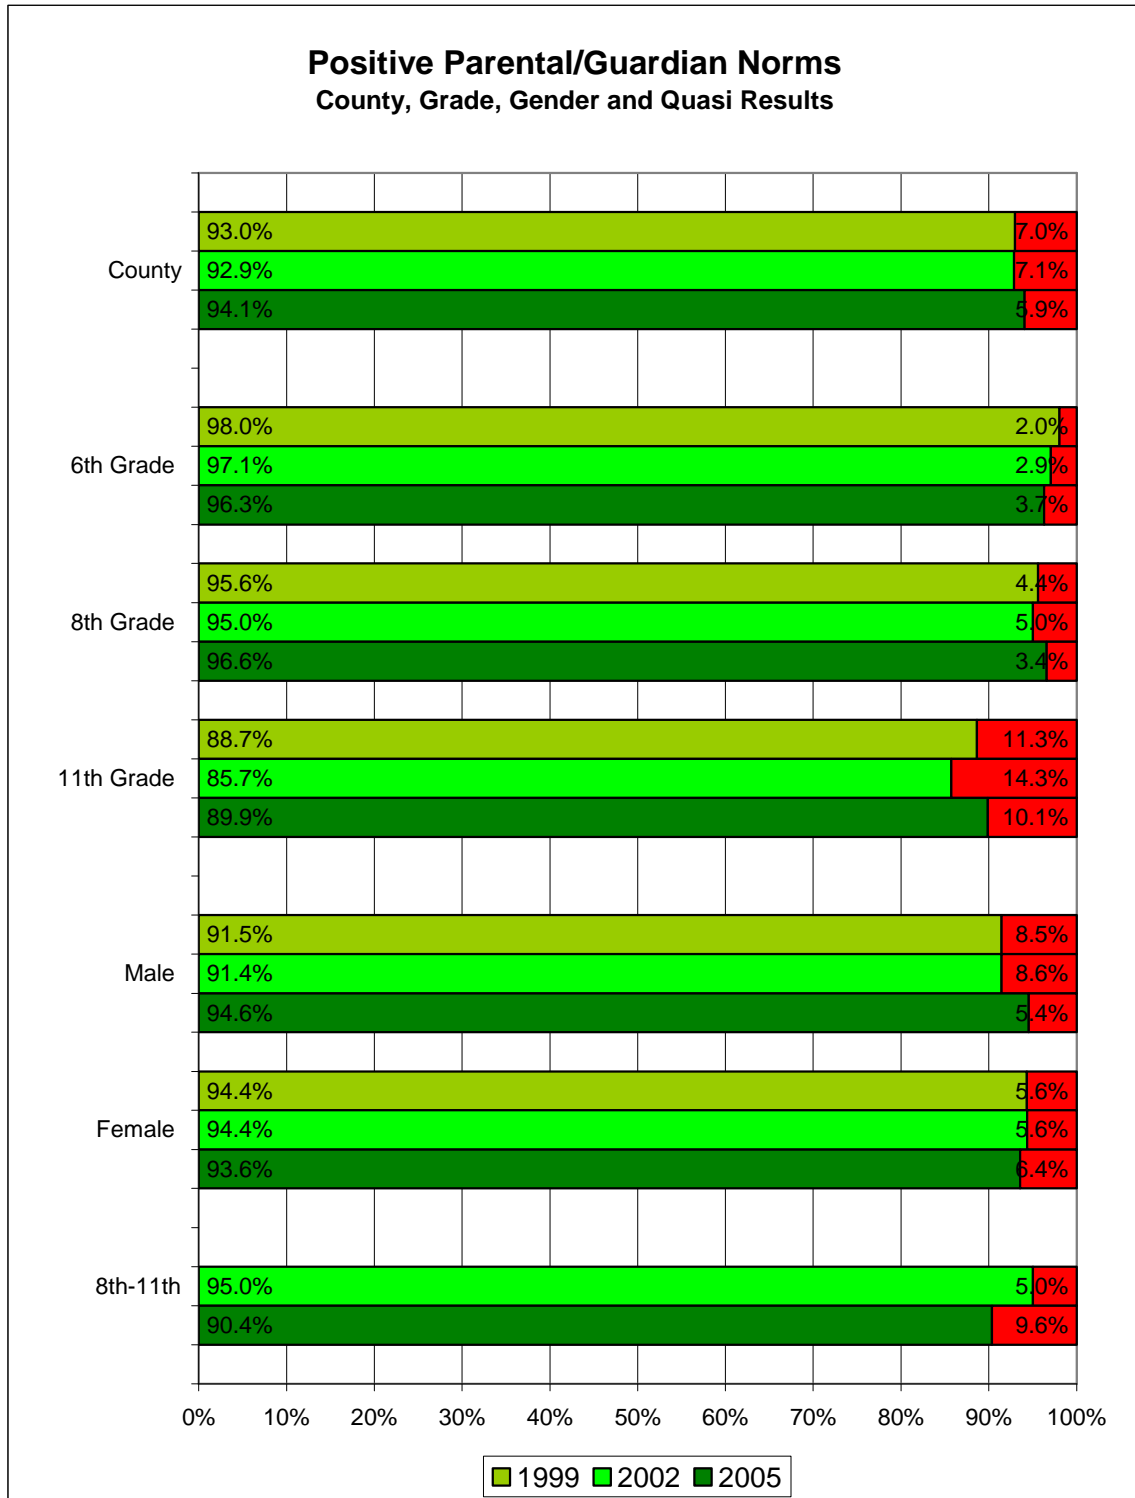 Positive Parental/Guardian Norms
County, Grade, Gender and Quasi Results
93.0% 7.0%
County 92.9% 7.1%
94.1% 5.9%
98.0% 2.0%
6th Grade 97.1% 2.9%
96.3% 3.7%
95.6% 4.4%
8th Grade 95.0% 5.0%
96.6% 3.4%
88.7% 11.3%
11th Grade 85.7% 14.3%
89.9% 10.1%
91.5% 8.5%
Male 91.4% 8.6%
94.6% 5.4%
94.4% 5.6%
Female 94.4% 5.6%
93.6% 6.4%
8th-11th 95.0% 5.0%
90.4% 9.6%
0% 10% 20% 30% 40% 50% 60% 70% 80% 90% 100%
1999 2002 2005